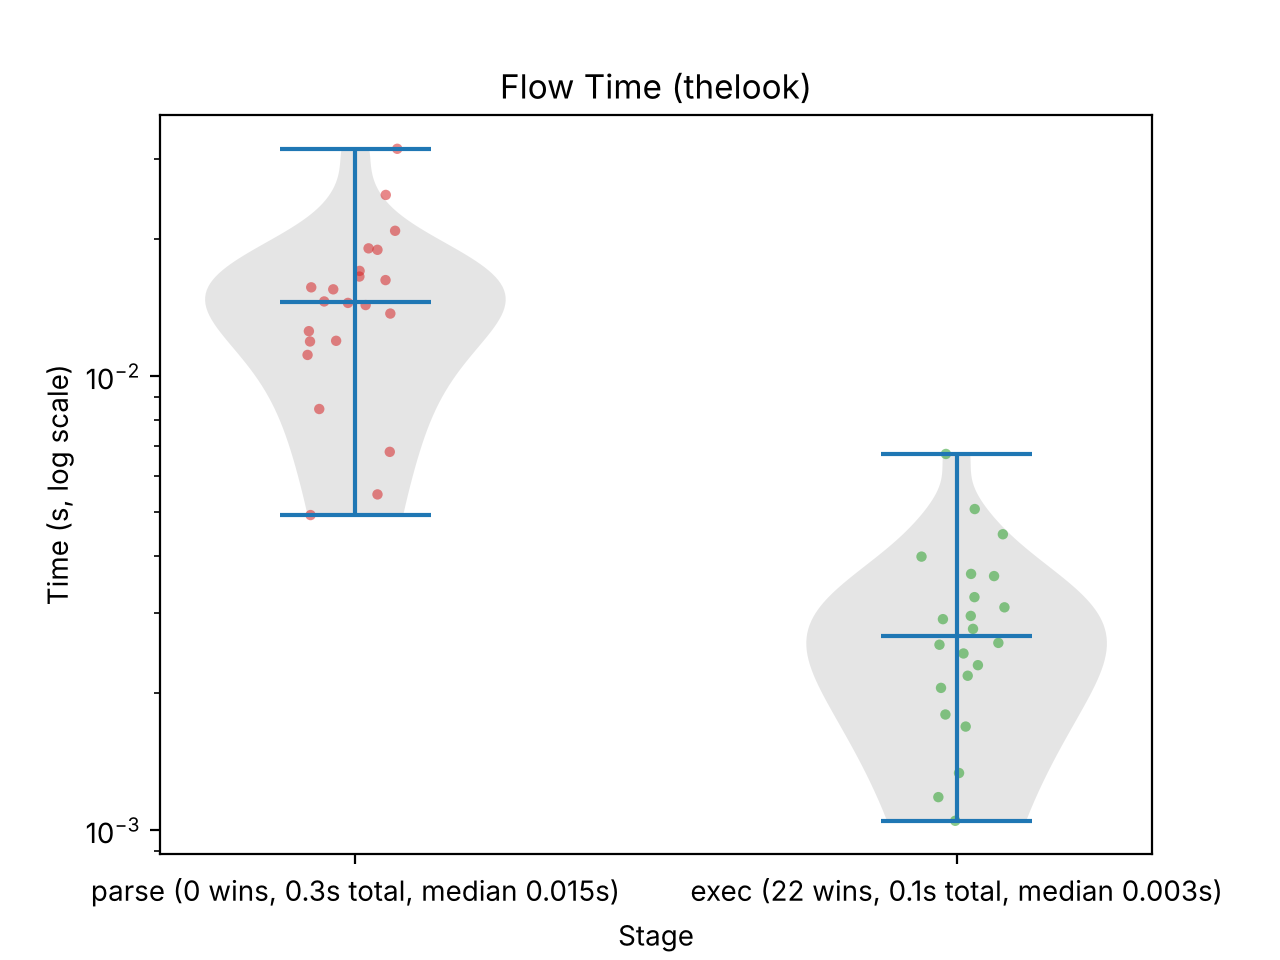 Flow Time (thelook)
Time (s, log scale)
10⁻²
10⁻³
parse (0 wins, 0.3s total, median 0.015s)
exec (22 wins, 0.1s total, median 0.003s)
Stage